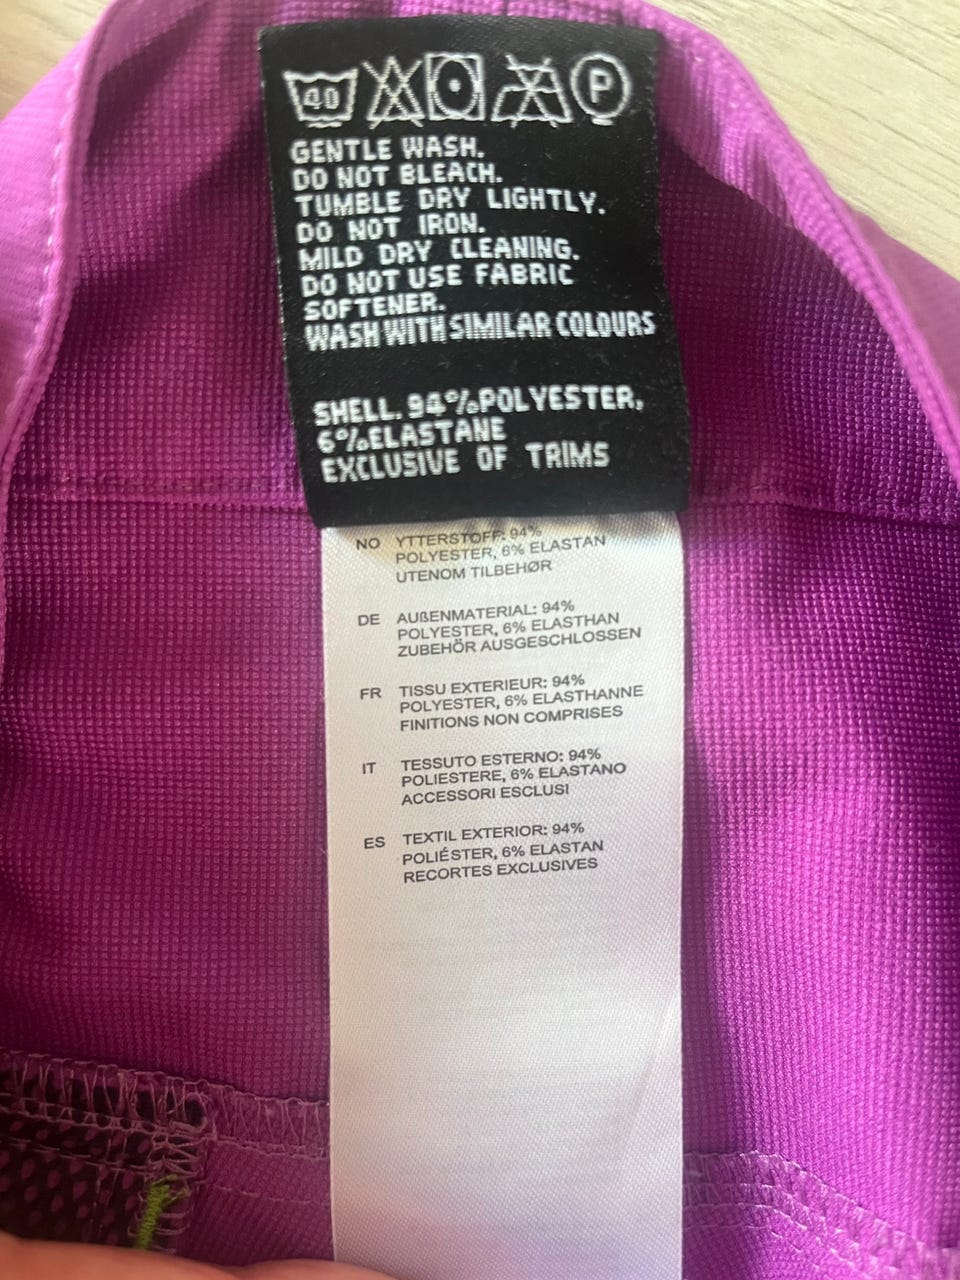 40 P
GENTLE WASH.
DO NOT BLEACH.
TUMBLE DRY LIGHTLY.
DO NOT IRON.
MILD DRY CLEANING.
DO NOT USE FABRIC
SOFTENER.
WASH WITH SIMILAR COLOURS
SHELL. 94%POLYESTER,
6%ELASTANE
EXCLUSIVE OF TRIMS
NO YTTERSTOFF: 94%
POLYESTER, 6% ELASTAN
UTENOM TILBEHØR
DE AUßENMATERIAL: 94%
POLYESTER, 6% ELASTHAN
ZUBEHÖR AUSGESCHLOSSEN
FR TISSU EXTERIEUR: 94%
POLYESTER, 6% ELASTHANNE
FINITIONS NON COMPRISES
IT TESSUTO ESTERNO: 94%
POLIESTERE, 6% ELASTANO
ACCESSORI ESCLUSI
ES TEXTIL EXTERIOR: 94%
POLIÉSTER, 6% ELASTAN
RECORTES EXCLUSIVES